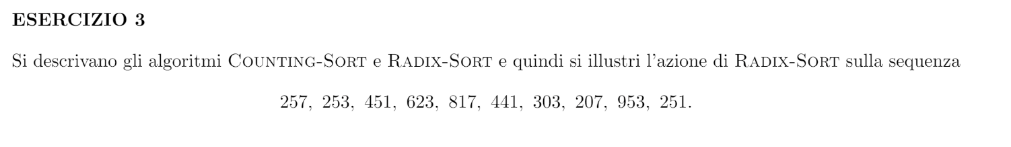 ESERCIZIO 3
Si descrivano gli algoritmi COUNTING-SORT e RADIX-SORT e quindi si illustri l'azione di RADIX-SORT sulla sequenza
257, 253, 451, 623, 817, 441, 303, 207, 953, 251.